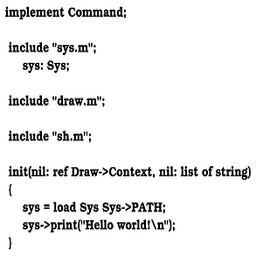 implement Command;
include "sys.m";
sys: Sys;
include "draw.m";
include "sh.m";
init(nil: ref Draw->Context, nil: list of string)
{
sys = load Sys Sys->PATH;
sys->print("Hello world!\n");
}